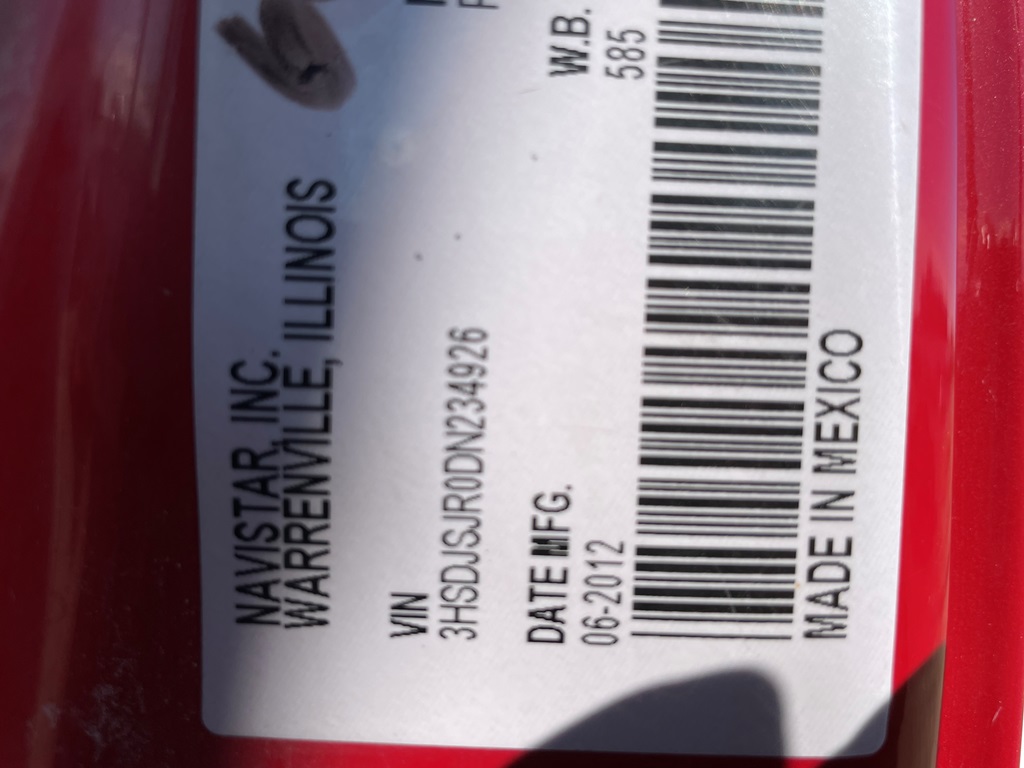 NAVISTAR, INC.
WARRENVILLE, ILLINOIS
VIN
3HSDJSJR0DN234926
DATE MFG.
W.B.
06-2012
585
MADE IN MEXICO